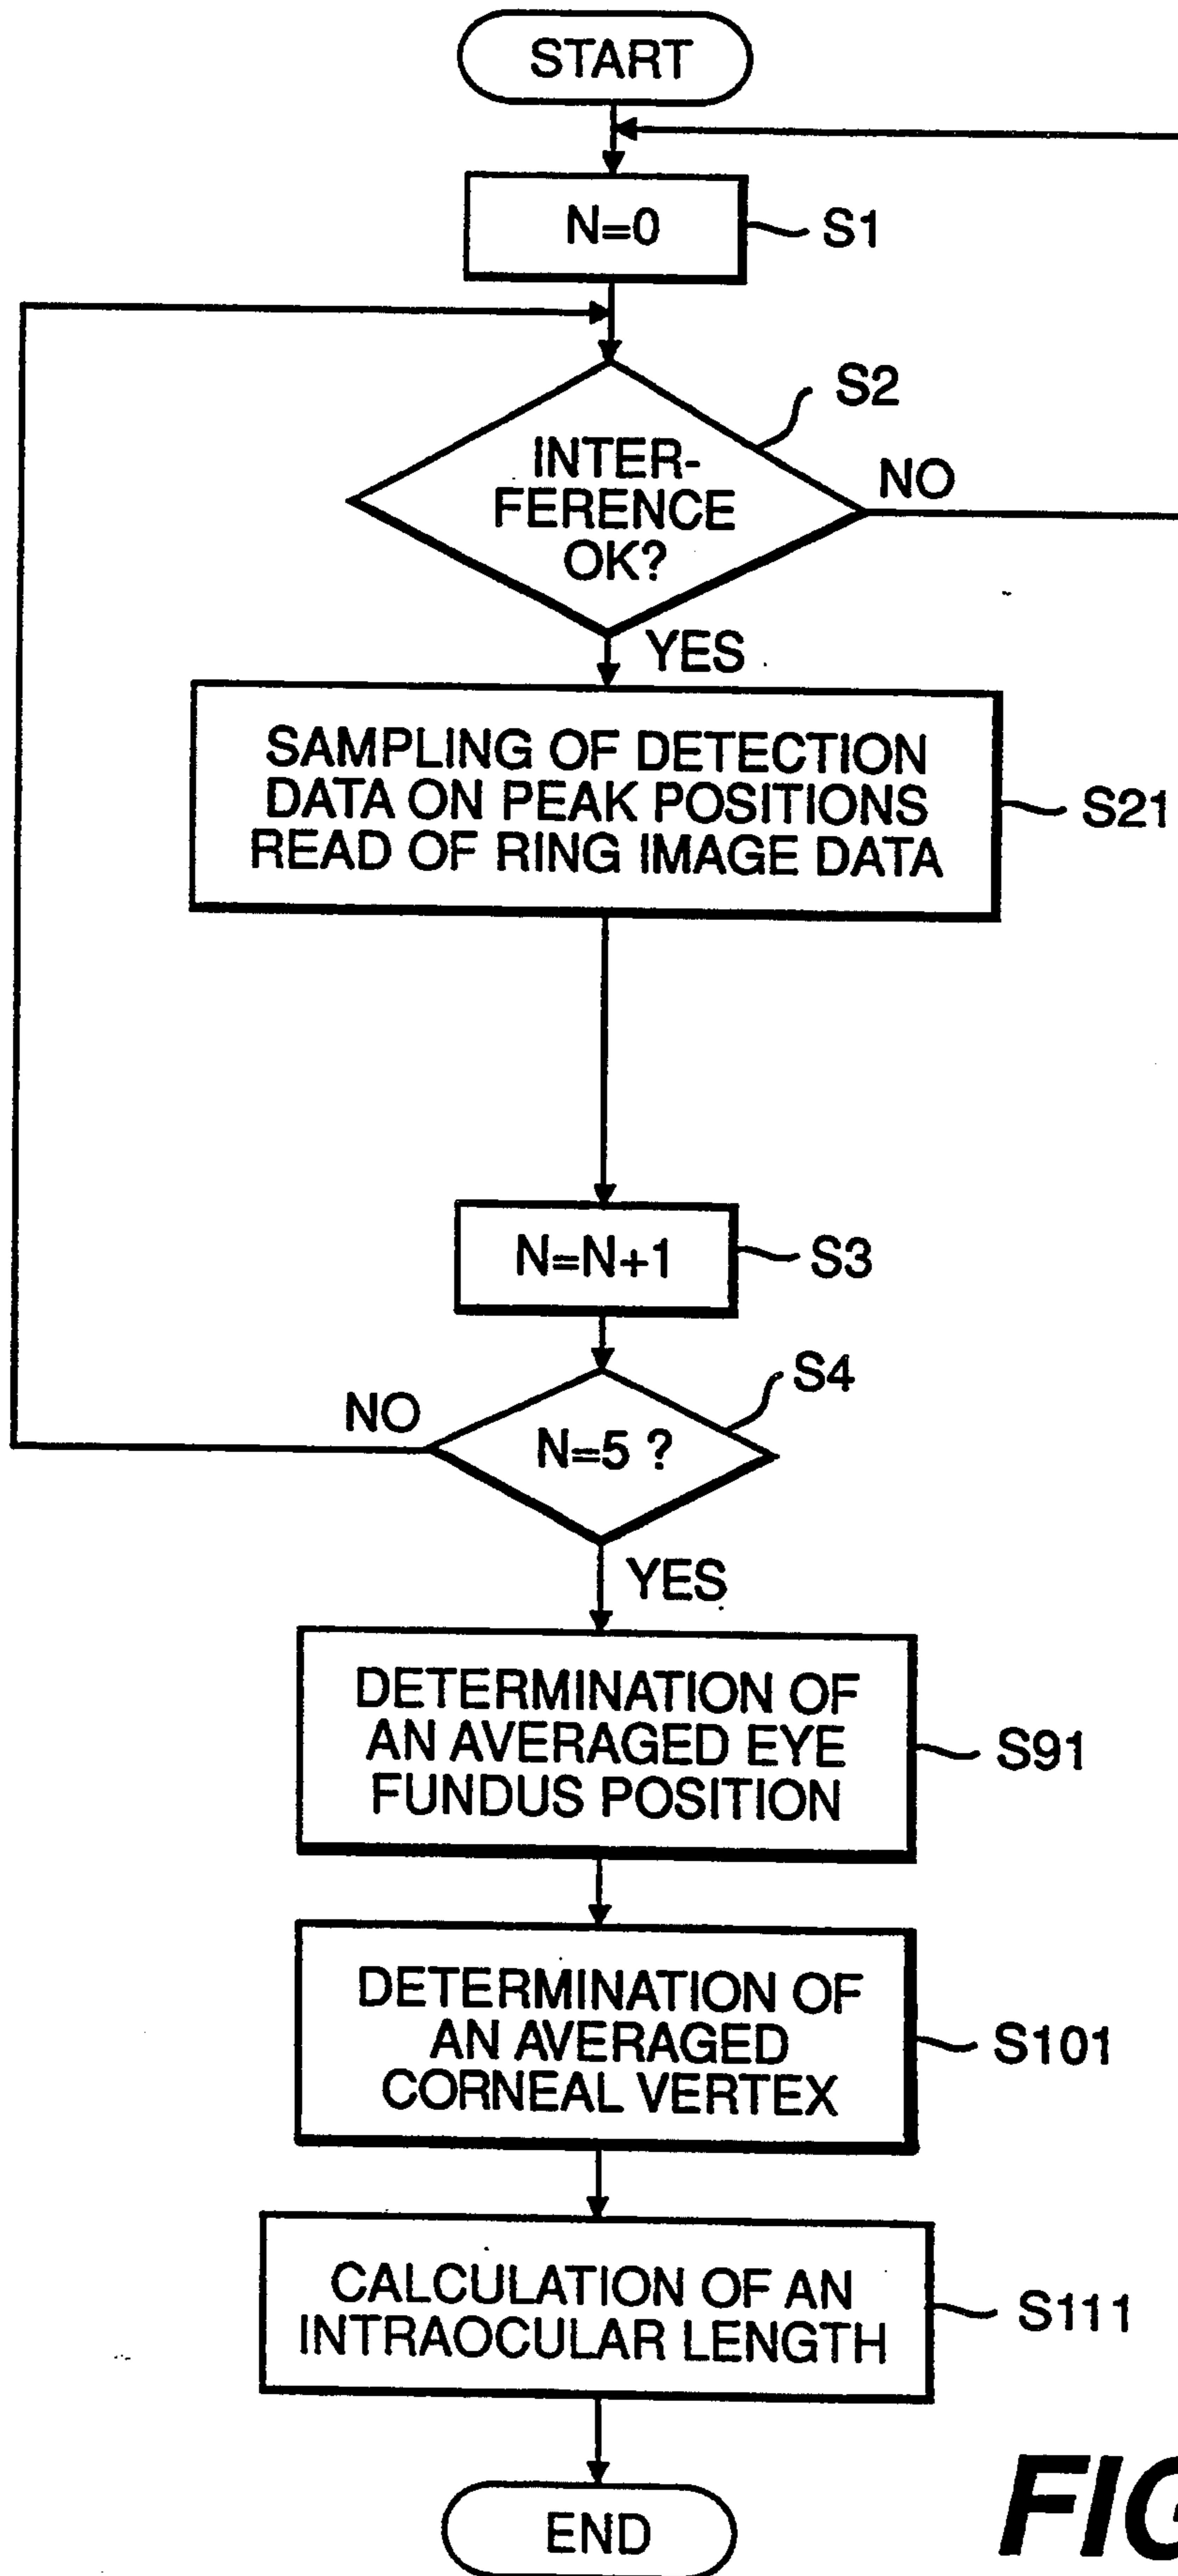 START
N=0
S1
S2
INTER-
FERENCE
OK?
NO
YES
SAMPLING OF DETECTION
DATA ON PEAK POSITIONS
READ OF RING IMAGE DATA
S21
N=N+1
S3
S4
NO
N=5 ?
YES
DETERMINATION OF
AN AVERAGED EYE
FUNDUS POSITION
S91
DETERMINATION OF
AN AVERAGED
CORNEAL VERTEX
S101
CALCULATION OF AN
INTRAOCULAR LENGTH
S111
END
FIG